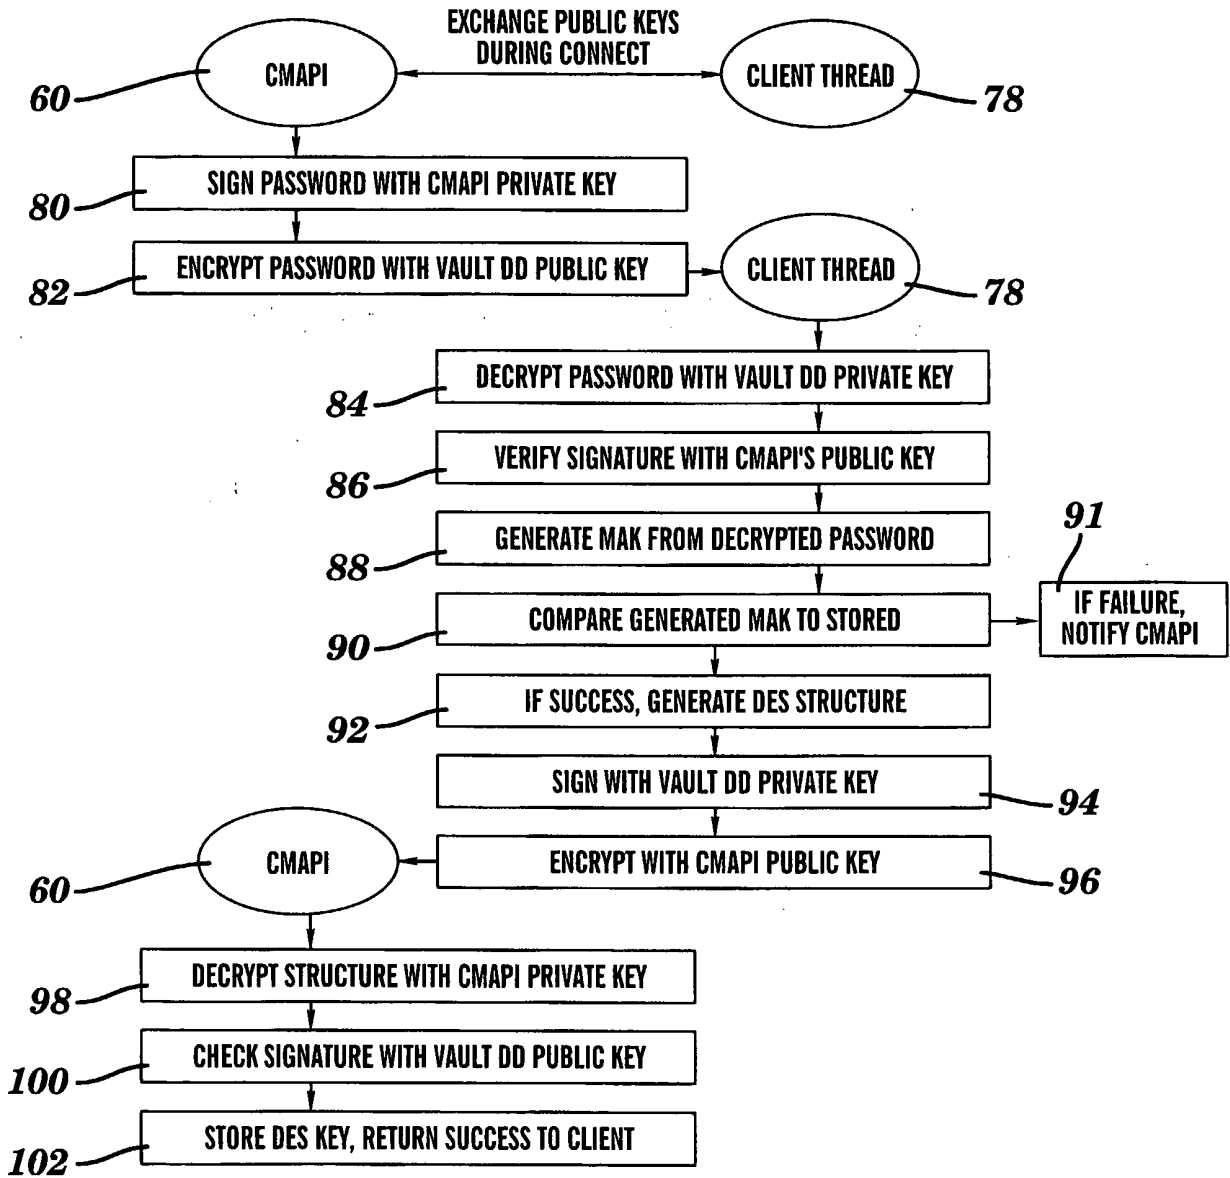 EXCHANGE PUBLIC KEYS
DURING CONNECT
CMAPI
CLIENT THREAD
60
78
SIGN PASSWORD WITH CMAPI PRIVATE KEY
80
ENCRYPT PASSWORD WITH VAULT DD PUBLIC KEY
82
CLIENT THREAD
78
DECRYPT PASSWORD WITH VAULT DD PRIVATE KEY
84
VERIFY SIGNATURE WITH CMAPI'S PUBLIC KEY
86
GENERATE MAK FROM DECRYPTED PASSWORD
88
91
IF FAILURE,
NOTIFY CMAPI
COMPARE GENERATED MAK TO STORED
90
IF SUCCESS, GENERATE DES STRUCTURE
92
SIGN WITH VAULT DD PRIVATE KEY
94
ENCRYPT WITH CMAPI PUBLIC KEY
96
CMAPI
60
DECRYPT STRUCTURE WITH CMAPI PRIVATE KEY
98
CHECK SIGNATURE WITH VAULT DD PUBLIC KEY
100
STORE DES KEY, RETURN SUCCESS TO CLIENT
102